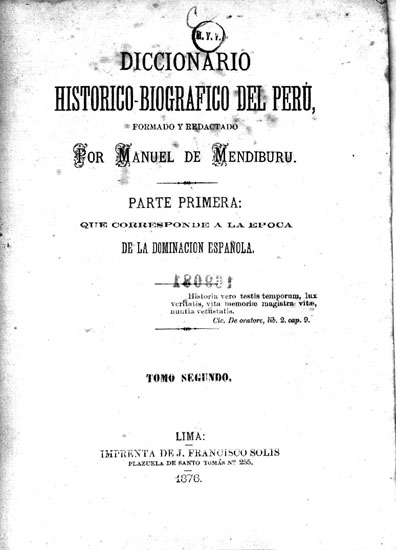 DICCIONARIO
HISTORICO-BIOGRAFICO DEL PERÚ,
FORMADO Y REDACTADO
POR MANUEL DE MENDIBURU.
PARTE PRIMERA:
QUE CORRESPONDE A LA EPOCA
DE LA DOMINACION ESPAÑOLA.
Historia vero testis temporum, lux
veritatis, vita memoriæ magistra vitæ,
nuntia vetustatis.
Cic. De oratore, lib. 2. cap. 9.
TOMO SEGUNDO.
LIMA:
IMPRENTA DE J. FRANCISCO SOLIS
PLAZUELA DE SANTO TOMÁS Nº 255.
1876.